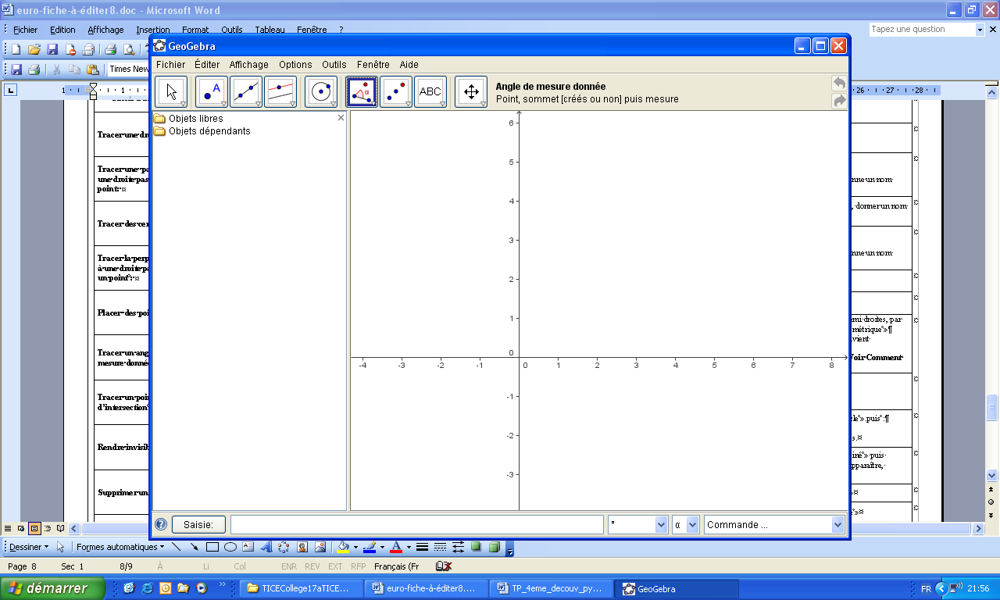 euro-fiche-à-éditer8.doc - Microsoft Word
Fichier Edition Affichage Insertion Format Outils Tableau Fenêtre ?
Tapez une question
Times New
GeoGebra
Fichier Éditer Affichage Options Outils Fenêtre Aide
A
α
ABC
Angle de mesure donnée
Point, sommet [créés ou non] puis mesure
Objets libres
Objets dépendants
1 1 26 27 28
Tracer·une·dr
Tracer·une·pa
une·droite·pas
point:·¤
Tracer·des·cer
Tracer·la·perp
à·une·droite·pa
un·point°:·¤
Placer·des·poi
Tracer·un·ang
mesure·donné
Tracer·un·poi
d'intersection°
Rendre·invisib
Supprimer·un
6
5
4
3
2
1
0
-1
-2
-3
-4 -3 -2 -1 0 1 2 3 4 5 6 7 8
nne·un·nom·
,·donner·un·nom·
nne·un·nom·
emi·droites,·par·
métrique°»¶
vient·
Voir·Comment·
cle°»·puis°:¶
s.¤
iné°»·puis·
pparaître,·
»¤
°»¤
Saisie:
°
α
Commande ...
Dessiner Formes automatiques
Page 8 Sec 1 8/9 À Li Col ENR REV EXT RFP Français (Fr
démarrer
TICECollege17aTICE...
euro-fiche-à-éditer8....
TP_4eme_decouv_py...
GeoGebra
FR
21:56